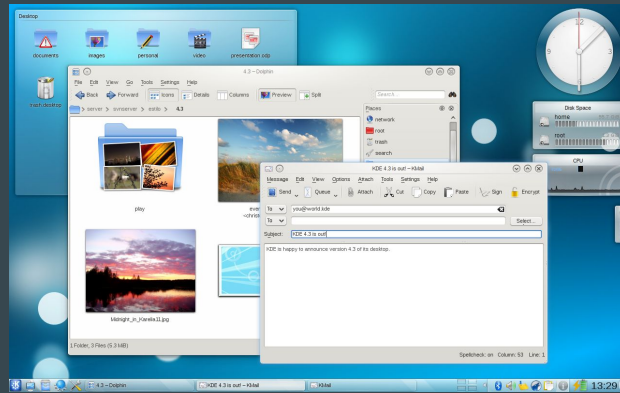 Desktop
documents
images
personal
video
presentation.odp
trash:desktop
12
3
9
4.3 – Dolphin
File Edit View Go Tools Settings Help
Back Forward Icons Details Columns Preview Split
Search...
server > svnserver > > 4.3
Places
network
root
trash
search
play
Midnight_in_Karelia11.jpg
1 Folder, 3 Files (5.3 MiB)
Disk Space
home
root
CPU
KDE 4.3 is out! – KMail
Message Edit View Options Attach Tools Settings Help
Send Queue Attach Cut Copy Paste Sign Encrypt
To you@world.kde
To Select...
Subject: KDE 4.3 is out!
KDE is happy to announce version 4.3 of its desktop.
Spellcheck: on Column: 53 Line: 1
4.3 – Dolphin
KDE 4.3 is out! – KMail
KMail
13:29